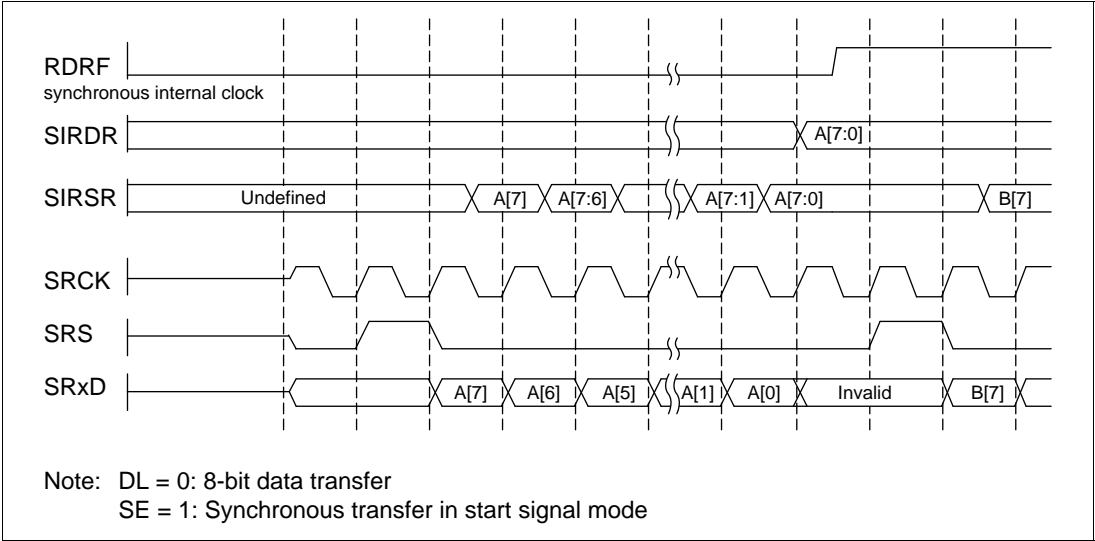 RDRF
synchronous internal clock
SIRDR A[7:0]
SIRSR Undefined A[7] A[7:6] A[7:1] A[7:0] B[7]
SRCK
SRS
SRxD A[7] A[6] A[5] A[1] A[0] Invalid B[7]
Note: DL = 0: 8-bit data transfer
SE = 1: Synchronous transfer in start signal mode